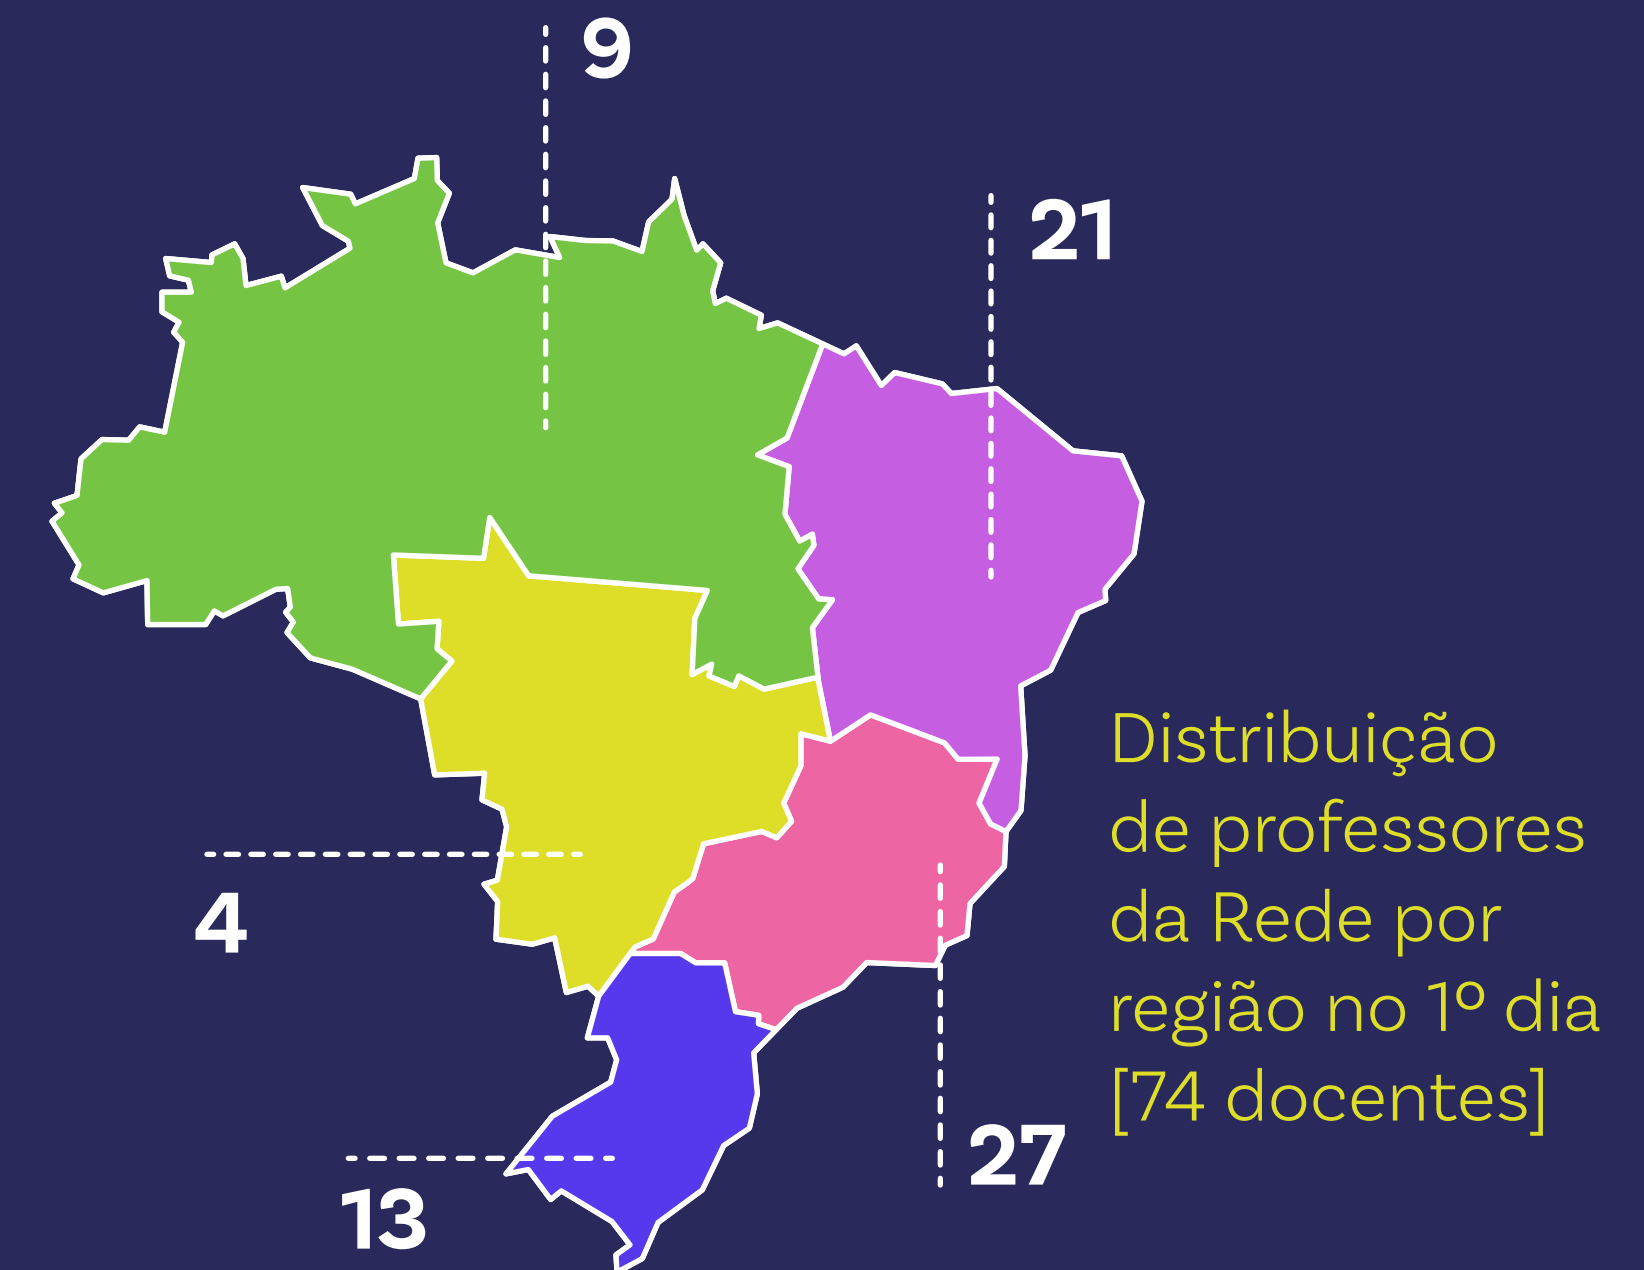 9
21
Distribuição
de professores
da Rede por
região no 1º dia
[74 docentes]
4
27
13